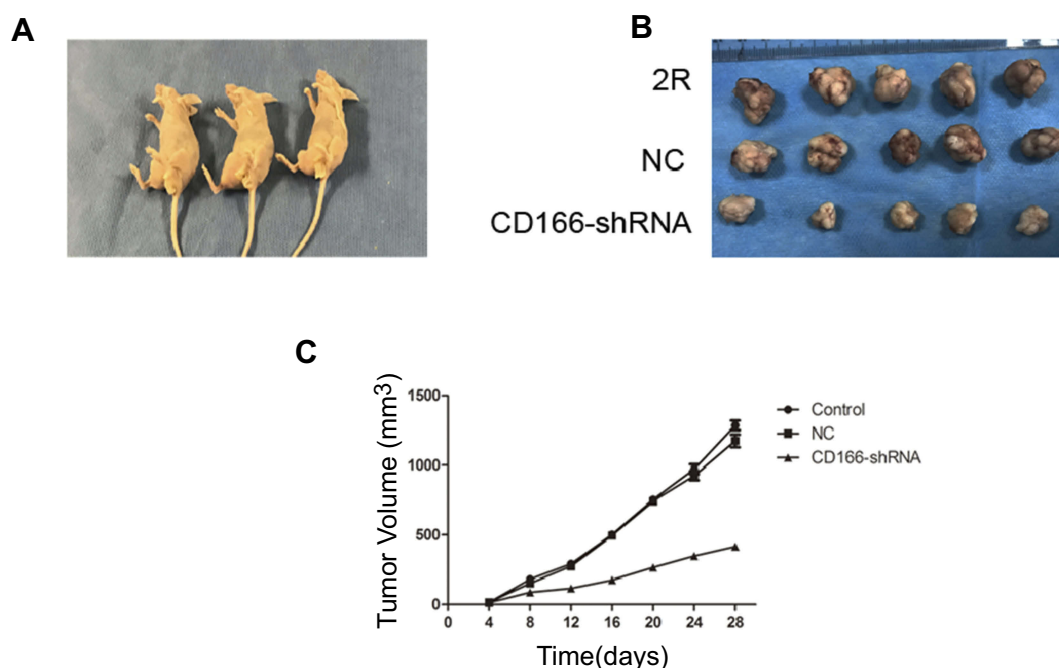 A
B
2R
NC
CD166-shRNA
C
Tumor Volume (mm3)
1500
1000
500
0
0 4 8 12 16 20 24 28
Time(days)
Control
NC
CD166-shRNA